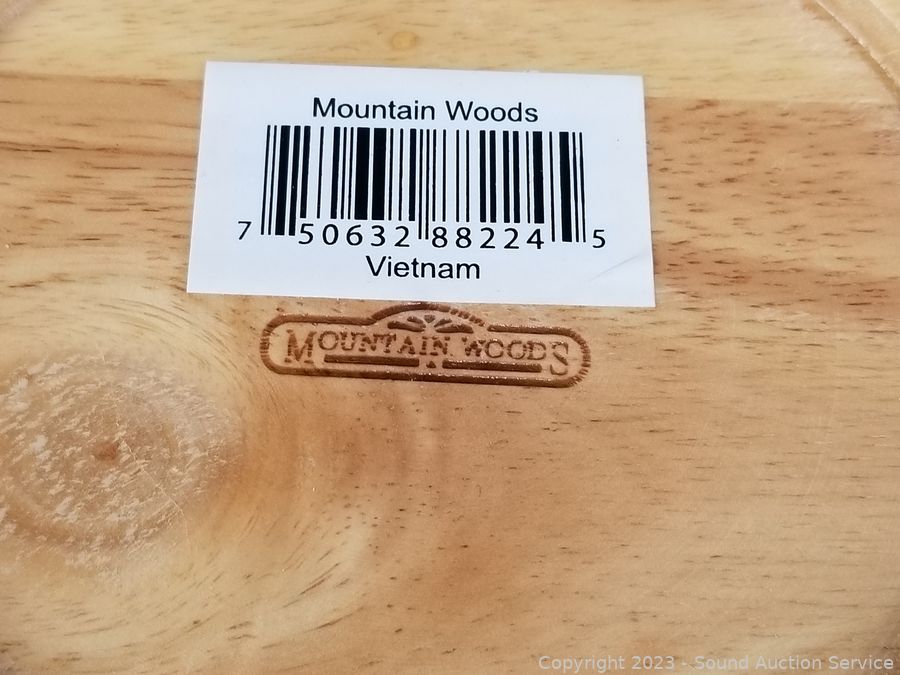 Mountain Woods
7 50632 88224 5
Vietnam
MOUNTAIN WOODS
Copyright 2023 - Sound Auction Service